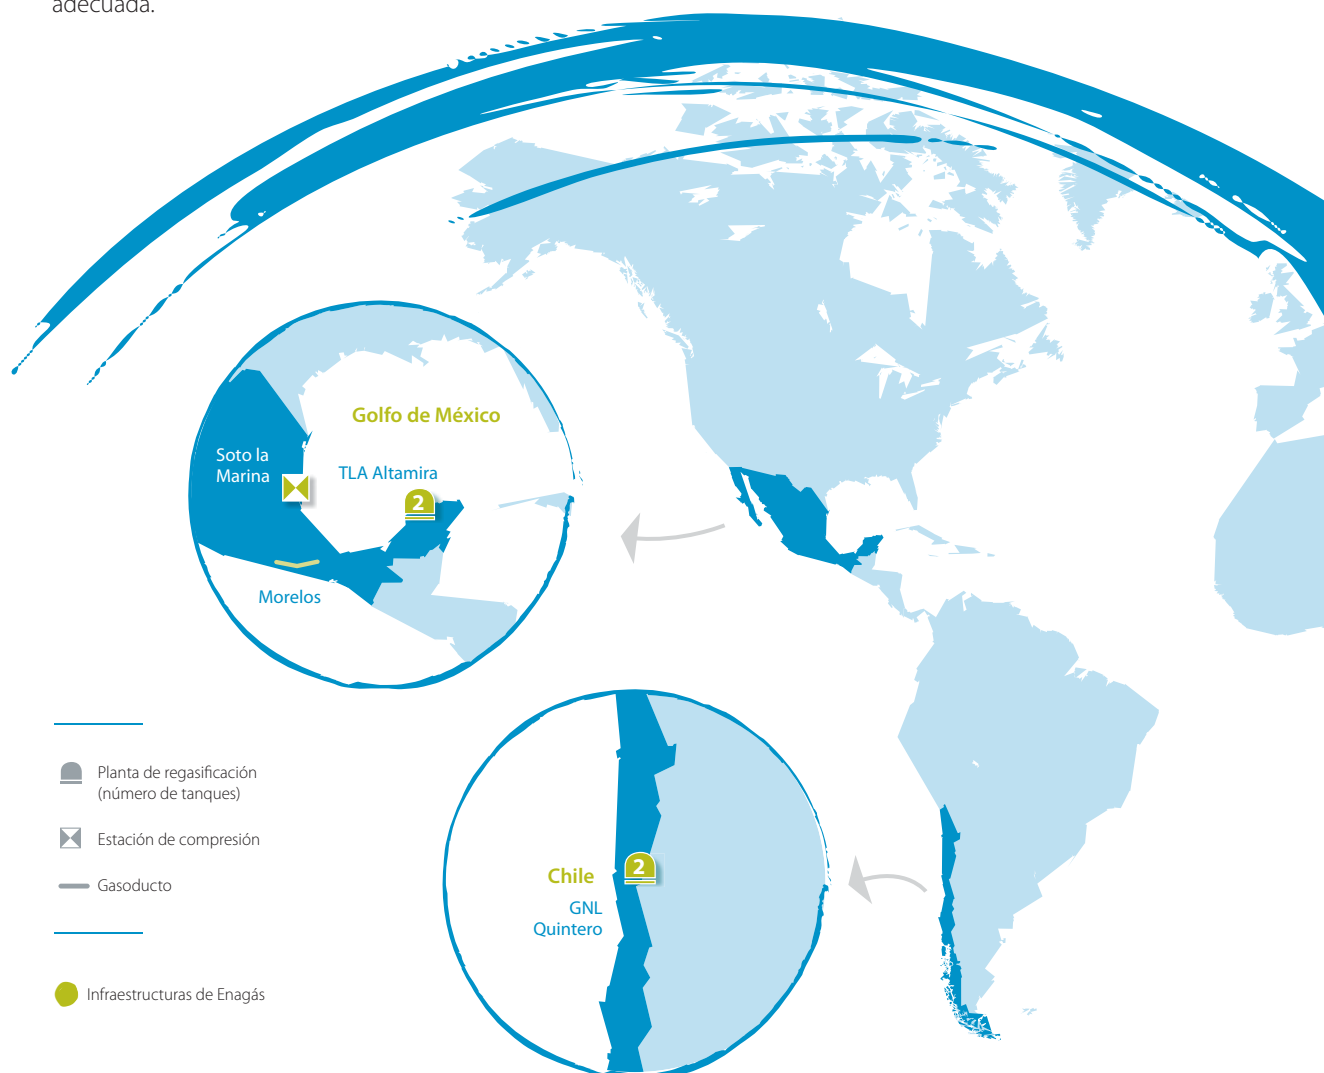 adecuada.
Golfo de México
Soto la
Marina
TLA Altamira
2
Morelos
Planta de regasificación
(número de tanques)
Estación de compresión
Gasoducto
Infraestructuras de Enagás
2
Chile
GNL
Quintero